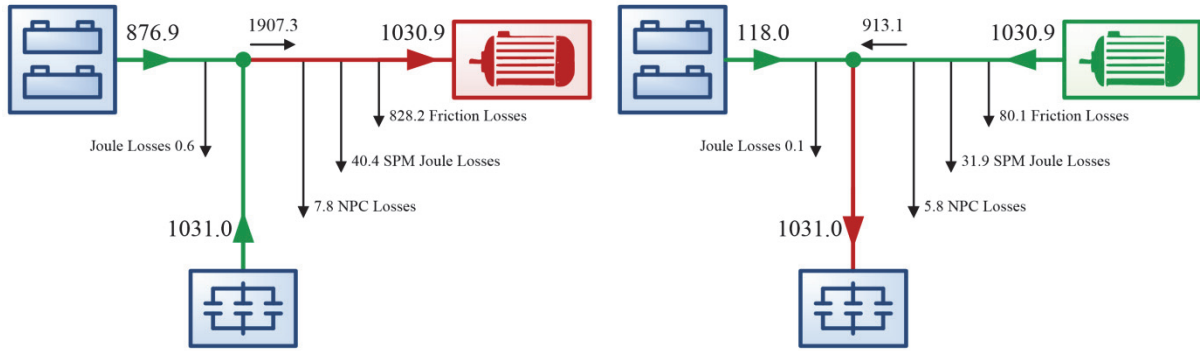 876.9
1907.3
1030.9
Joule Losses 0.6
828.2 Friction Losses
40.4 SPM Joule Losses
7.8 NPC Losses
1031.0
118.0
913.1
1030.9
Joule Losses 0.1
80.1 Friction Losses
31.9 SPM Joule Losses
5.8 NPC Losses
1031.0